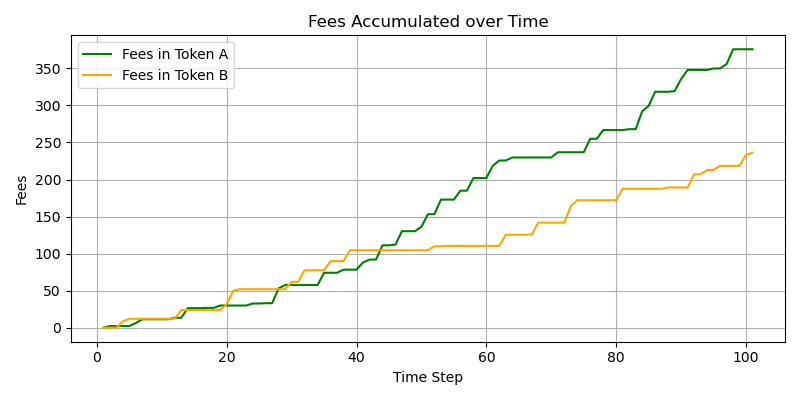 Fees Accumulated over Time
Fees in Token A
Fees in Token B
Fees
350
300
250
200
150
100
50
0
0 20 40 60 80 100
Time Step